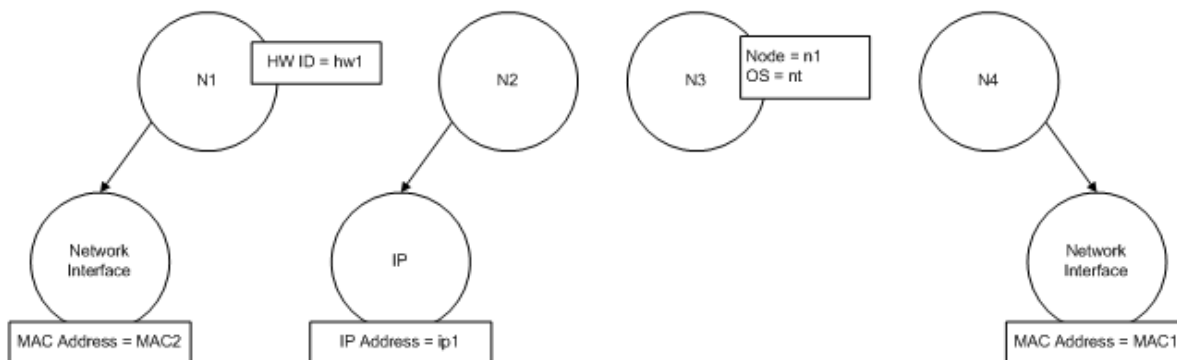 N1
HW ID = hw1
N2
N3
Node = n1
OS = nt
N4
Network
Interface
MAC Address = MAC2
IP
IP Address = ip1
Network
Interface
MAC Address = MAC1